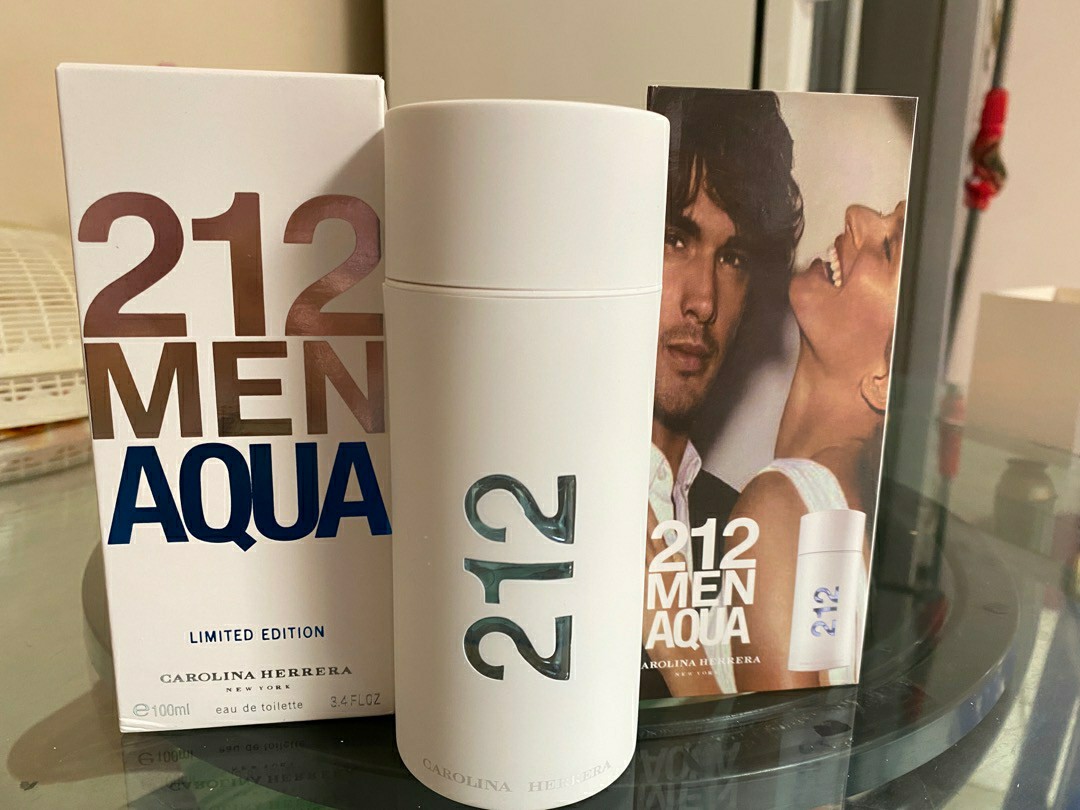 212
MEN
AQUA
LIMITED EDITION
CAROLINA HERRERA
NEW YORK
℮100ml eau de toilette 3.4 FL OZ
212
CAROLINA HERRERA
212
MEN
AQUA
AROLINA HERRERA
NEW YORK
212